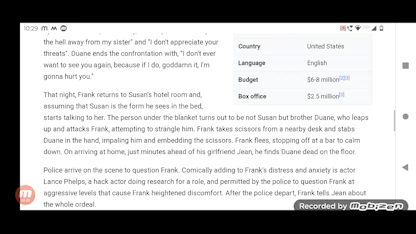 10:29
the hell away from my sister" and "I don't appreciate your
threats". Duane ends the confrontation with, "I don't ever
want to see you again, because if I do, goddamn it, I'm
gonna hurt you."
Country United States
Language English
Budget $6-8 million[2][3]
Box office $2.5 million[3]
That night, Frank returns to Susan's hotel room and,
assuming that Susan is the form he sees in the bed,
starts talking to her. The person under the blanket turns out to be not Susan but brother Duane, who leaps
up and attacks Frank, attempting to strangle him. Frank takes scissors from a nearby desk and stabs
Duane in the hand, impaling him and embedding the scissors. Frank flees, stopping off at a bar to calm
down. On arriving at home, just minutes ahead of his girlfriend Jean, he finds Duane dead on the floor.
Police arrive on the scene to question Frank. Comically adding to Frank's distress and anxiety is actor
Lance Phelps, a hack actor doing research for a role, and permitted by the police to question Frank at
aggressive levels that cause Frank heightened discomfort. After the police depart, Frank tells Jean about
the whole ordeal.
Recorded by Mobizen